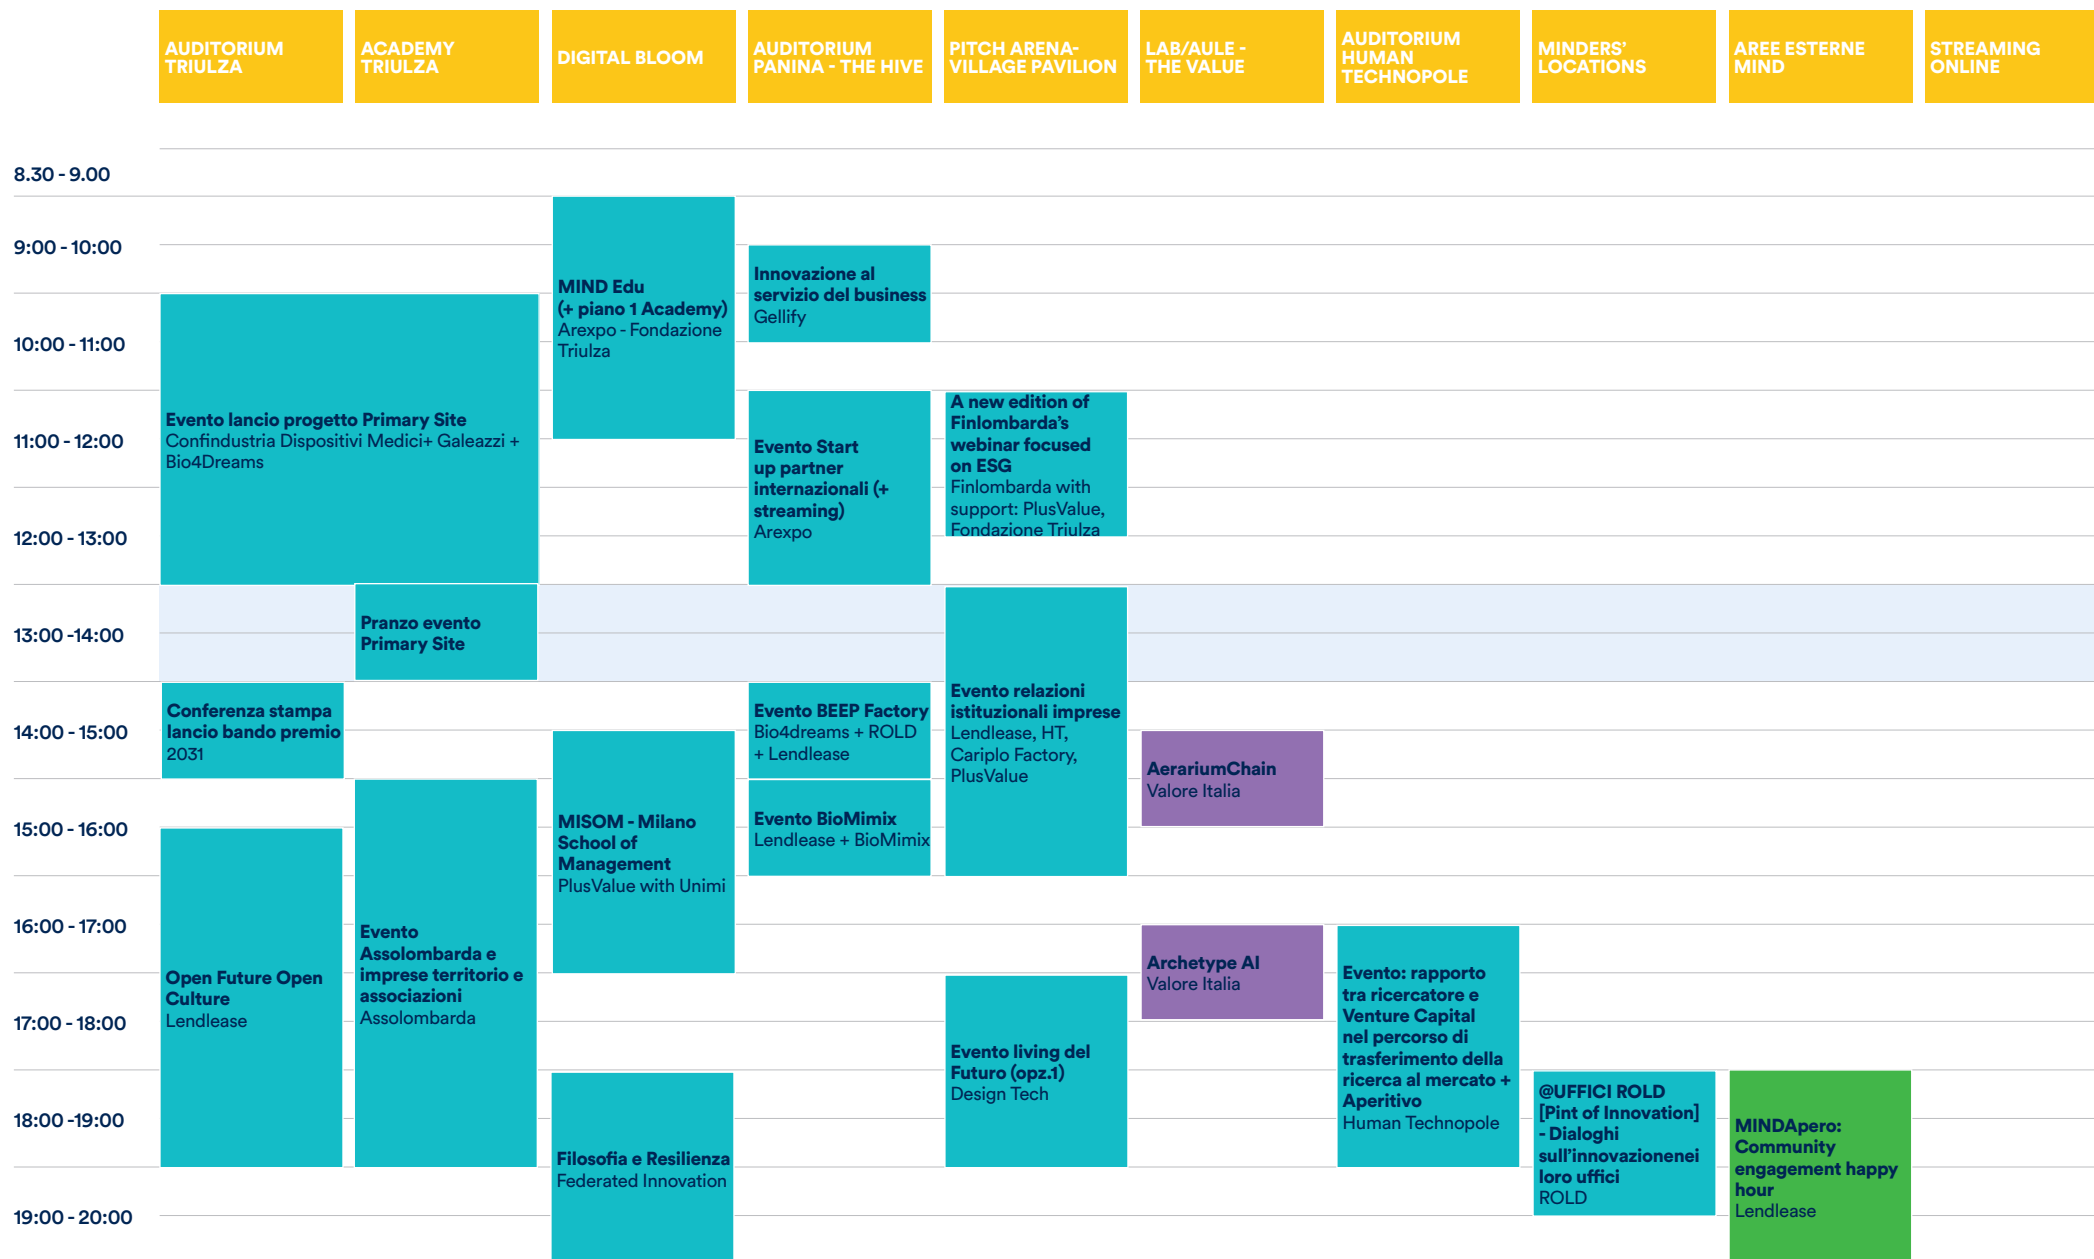 AUDITORIUM
TRIULZA
ACADEMY
TRIULZA
DIGITAL BLOOM
AUDITORIUM
PANINA - THE HIVE
PITCH ARENA-
VILLAGE PAVILION
LAB/AULE -
THE VALUE
AUDITORIUM
HUMAN
TECHNOPOLE
MINDERS'
LOCATIONS
AREE ESTERNE
MIND
STREAMING
ONLINE
8.30 - 9.00
9:00 - 10:00
10:00 - 11:00
11:00 - 12:00
12:00 - 13:00
13:00 -14:00
14:00 - 15:00
15:00 - 16:00
16:00 - 17:00
17:00 - 18:00
18:00 -19:00
19:00 - 20:00
Evento lancio progetto Primary Site
Confindustria Dispositivi Medici+ Galeazzi +
Bio4Dreams
Pranzo evento
Primary Site
Conferenza stampa
lancio bando premio
2031
Open Future Open
Culture
Lendlease
Evento
Assolombarda e
imprese territorio e
associazioni
Assolombarda
MIND Edu
(+ piano 1 Academy)
Arexpo - Fondazione
Triulza
MISOM - Milano
School of
Management
PlusValue with Unimi
Filosofia e Resilienza
Federated Innovation
Innovazione al
servizio del business
Gellify
Evento Start
up partner
internazionali (+
streaming)
Arexpo
Evento BEEP Factory
Bio4dreams + ROLD
+ Lendlease
Evento BioMimix
Lendlease + BioMimix
A new edition of
Finlombarda's
webinar focused
on ESG
Finlombarda with
support: PlusValue,
Fondazione Triulza
Evento relazioni
istituzionali imprese
Lendlease, HT,
Cariplo Factory,
PlusValue
Evento living del
Futuro (opz.1)
Design Tech
AerariumChain
Valore Italia
Archetype AI
Valore Italia
Evento: rapporto
tra ricercatore e
Venture Capital
nel percorso di
trasferimento della
ricerca al mercato +
Aperitivo
Human Technopole
@UFFICI ROLD
[Pint of Innovation]
- Dialoghi
sull'innovazionenei
loro uffici
ROLD
MINDApero:
Community
engagement happy
hour
Lendlease